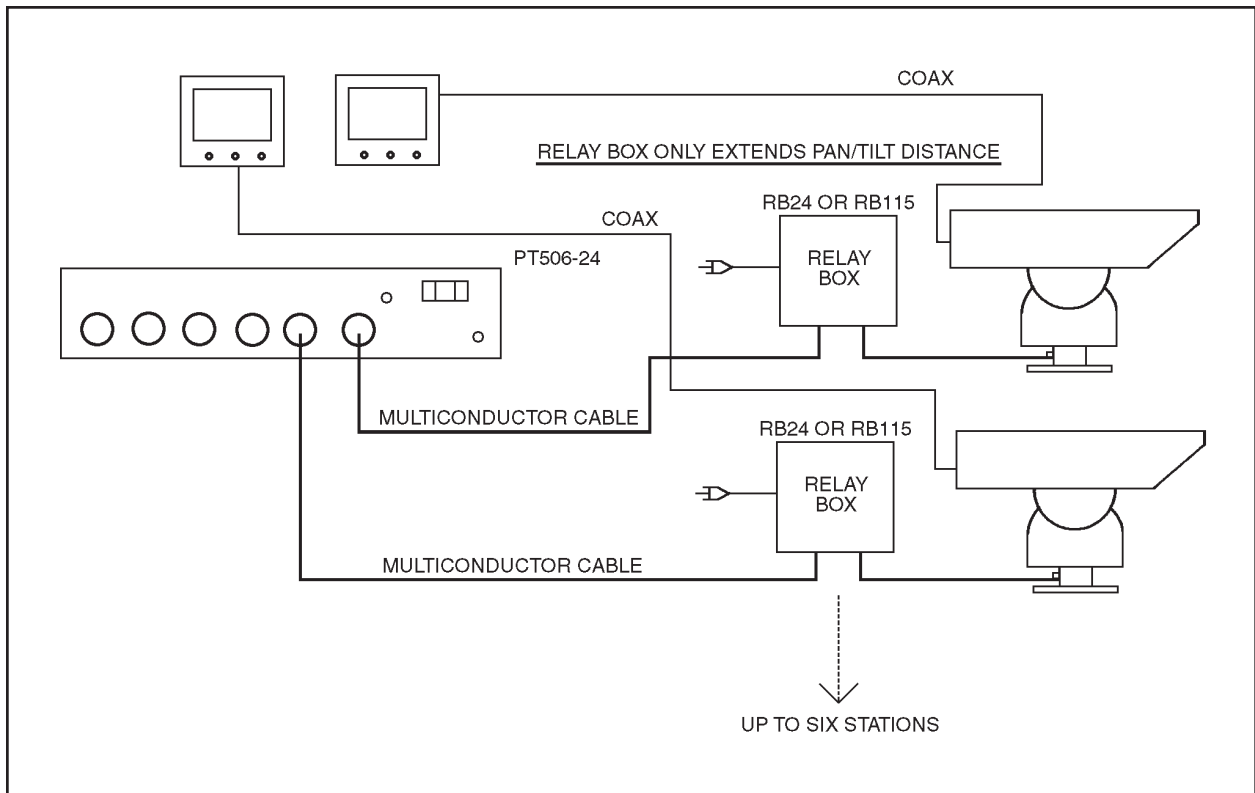 COAX
RELAY BOX ONLY EXTENDS PAN/TILT DISTANCE
RB24 OR RB115
COAX
PT506-24
RELAY
BOX
MULTICONDUCTOR CABLE
RB24 OR RB115
RELAY
BOX
MULTICONDUCTOR CABLE
UP TO SIX STATIONS